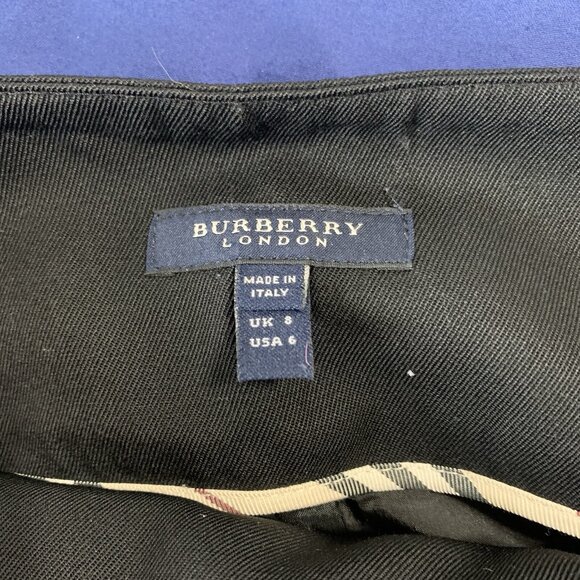 BURBERRY
LONDON
MADE IN
ITALY
UK 8
USA 6